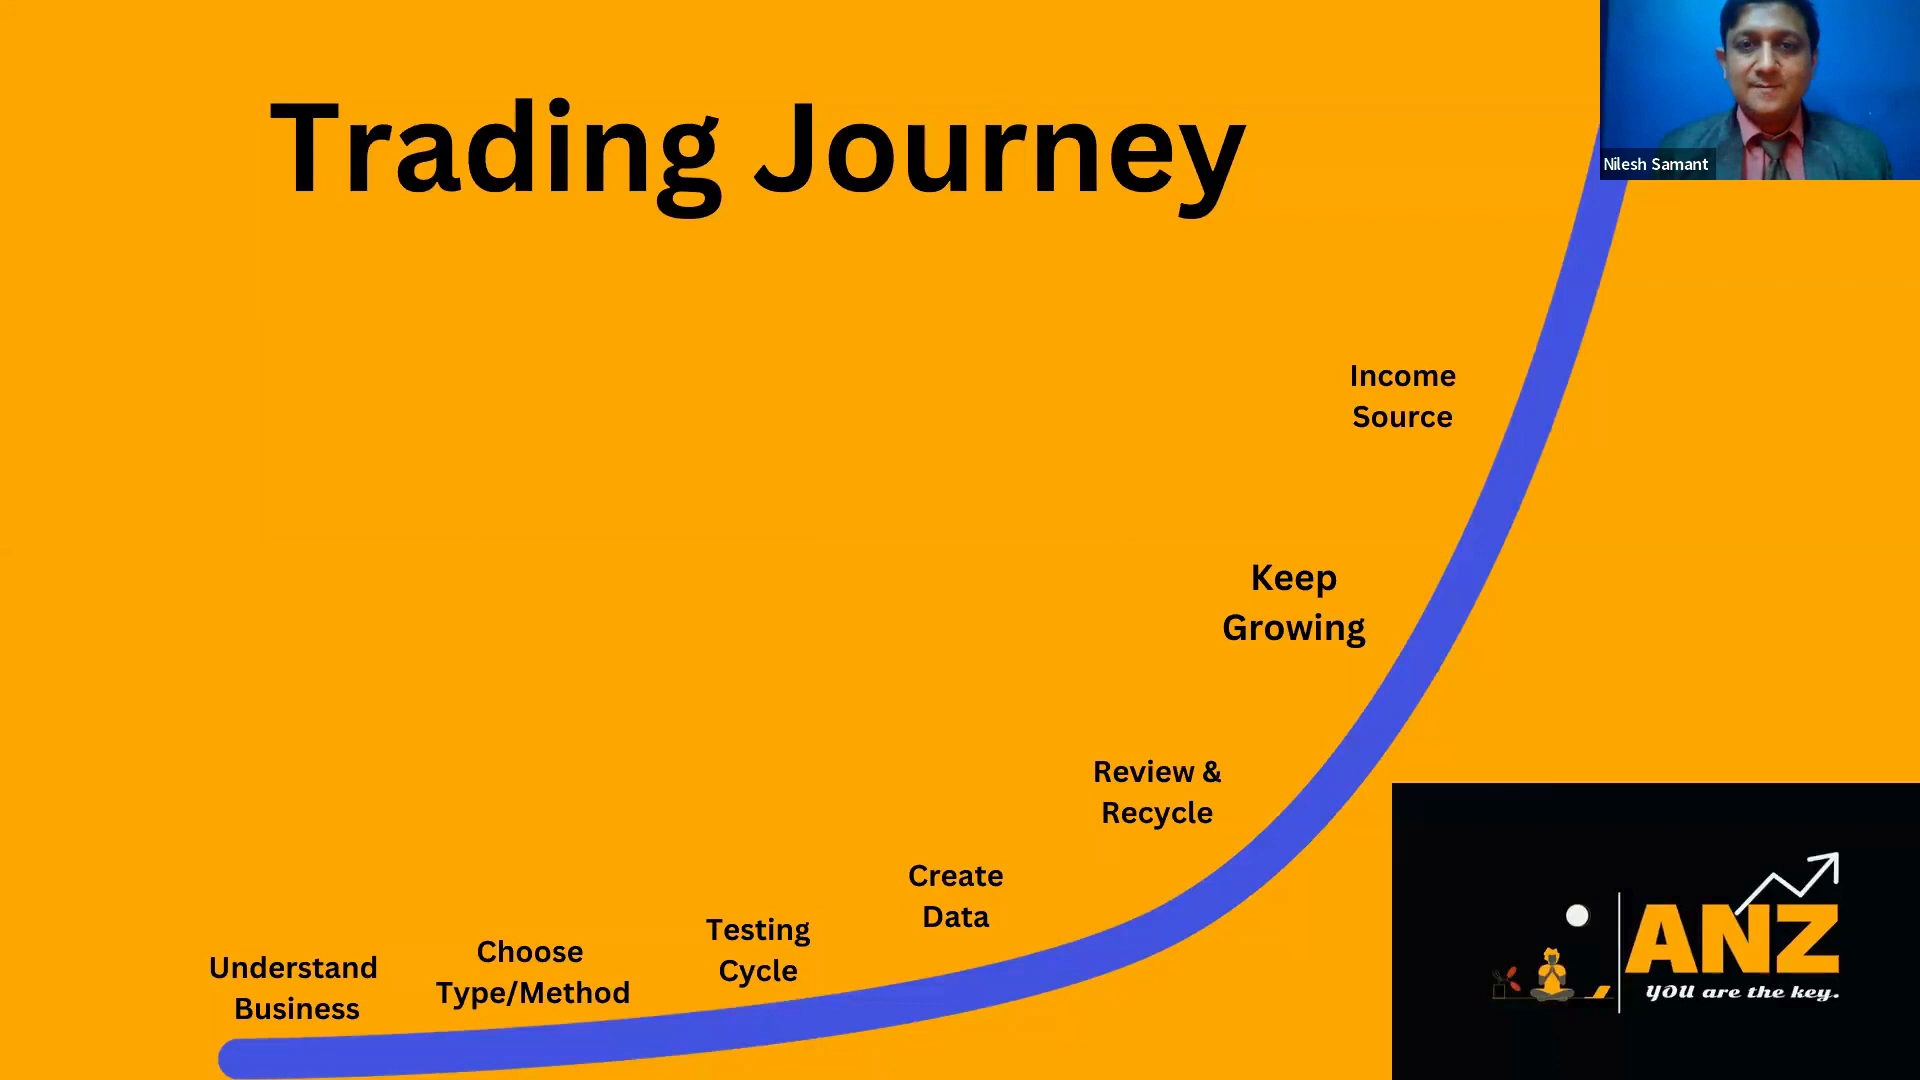 Trading Journey
Nilesh Samant
Income
Source
Keep
Growing
Review &
Recycle
Create
Data
Testing
Cycle
Choose
Type/Method
Understand
Business
ANZ
YOU are the key.